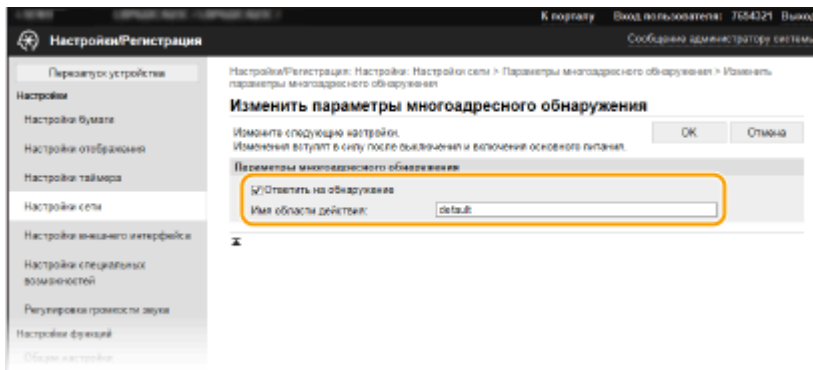 К порталу Вход пользователя: 7654321 Выход
Настройки/Регистрация
Сообщение администратору системы
Перезапуск устройства
Настройки
Настройки бумаги
Настройки отображения
Настройки таймера
Настройки сети
Настройки внешнего интерфейса
Настройки специальных
возможностей
Регулировка громкости звука
Настройки функций
Общие настройки
Настройки/Регистрация: Настройки: Настройки сети > Параметры многоадресного обнаружения > Изменить
параметры многоадресного обнаружения
Изменить параметры многоадресного обнаружения
Измените следующие настройки.
Изменения вступят в силу после выключения и включения основного питания.
OK Отмена
Параметры многоадресного обнаружения
Ответить на обнаружение
Имя области действия: default